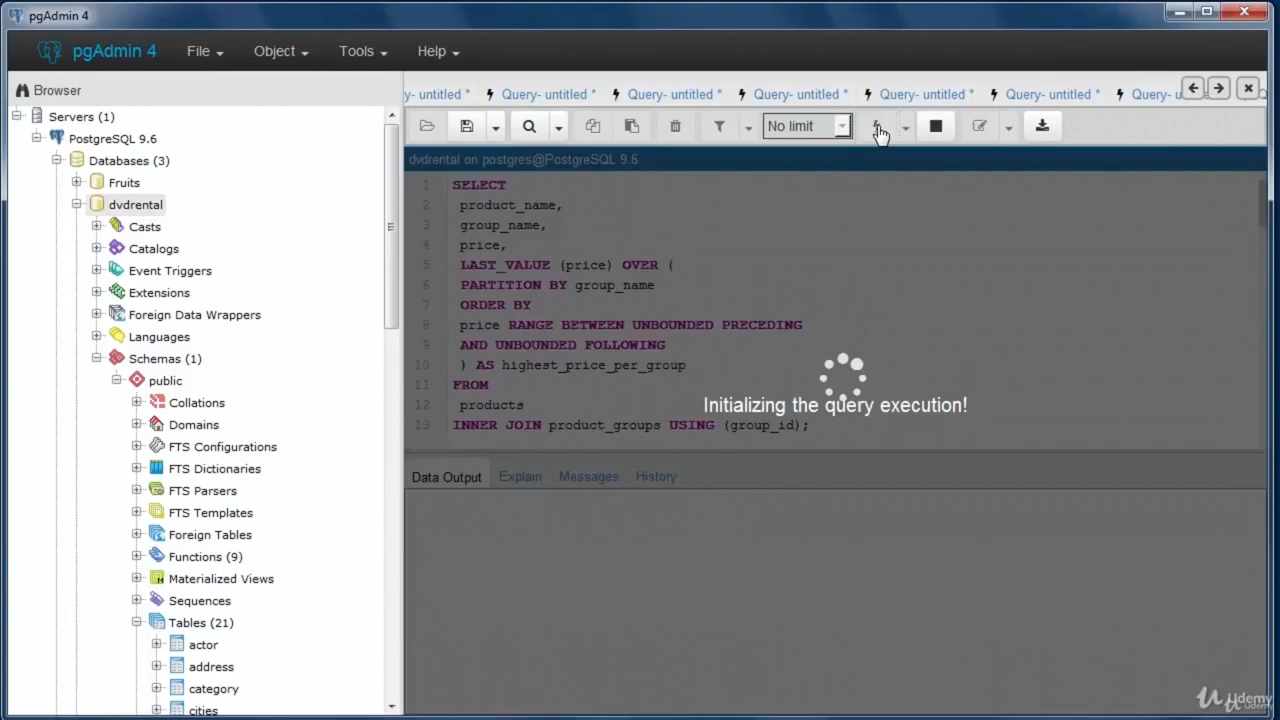 pgAdmin 4
pgAdmin 4 File Object Tools Help
Browser
y- untitled * Query- untitled * Query- untitled * Query- untitled * Query- untitled * Query- untitled * Query- u
No limit
dvdrental on postgres@PostgreSQL 9.6
Servers (1)
PostgreSQL 9.6
Databases (3)
Fruits
dvdrental
Casts
Catalogs
Event Triggers
Extensions
Foreign Data Wrappers
Languages
Schemas (1)
public
Collations
Domains
FTS Configurations
FTS Dictionaries
FTS Parsers
FTS Templates
Foreign Tables
Functions (9)
Materialized Views
Sequences
Tables (21)
actor
address
category
cities
1 SELECT
2 product_name,
3 group_name,
4 price,
5 LAST_VALUE (price) OVER (
6 PARTITION BY group_name
7 ORDER BY
8 price RANGE BETWEEN UNBOUNDED PRECEDING
9 AND UNBOUNDED FOLLOWING
10 ) AS highest_price_per_group
11 FROM
12 products
13 INNER JOIN product_groups USING (group_id);
Initializing the query execution!
Data Output Explain Messages History
Udemy